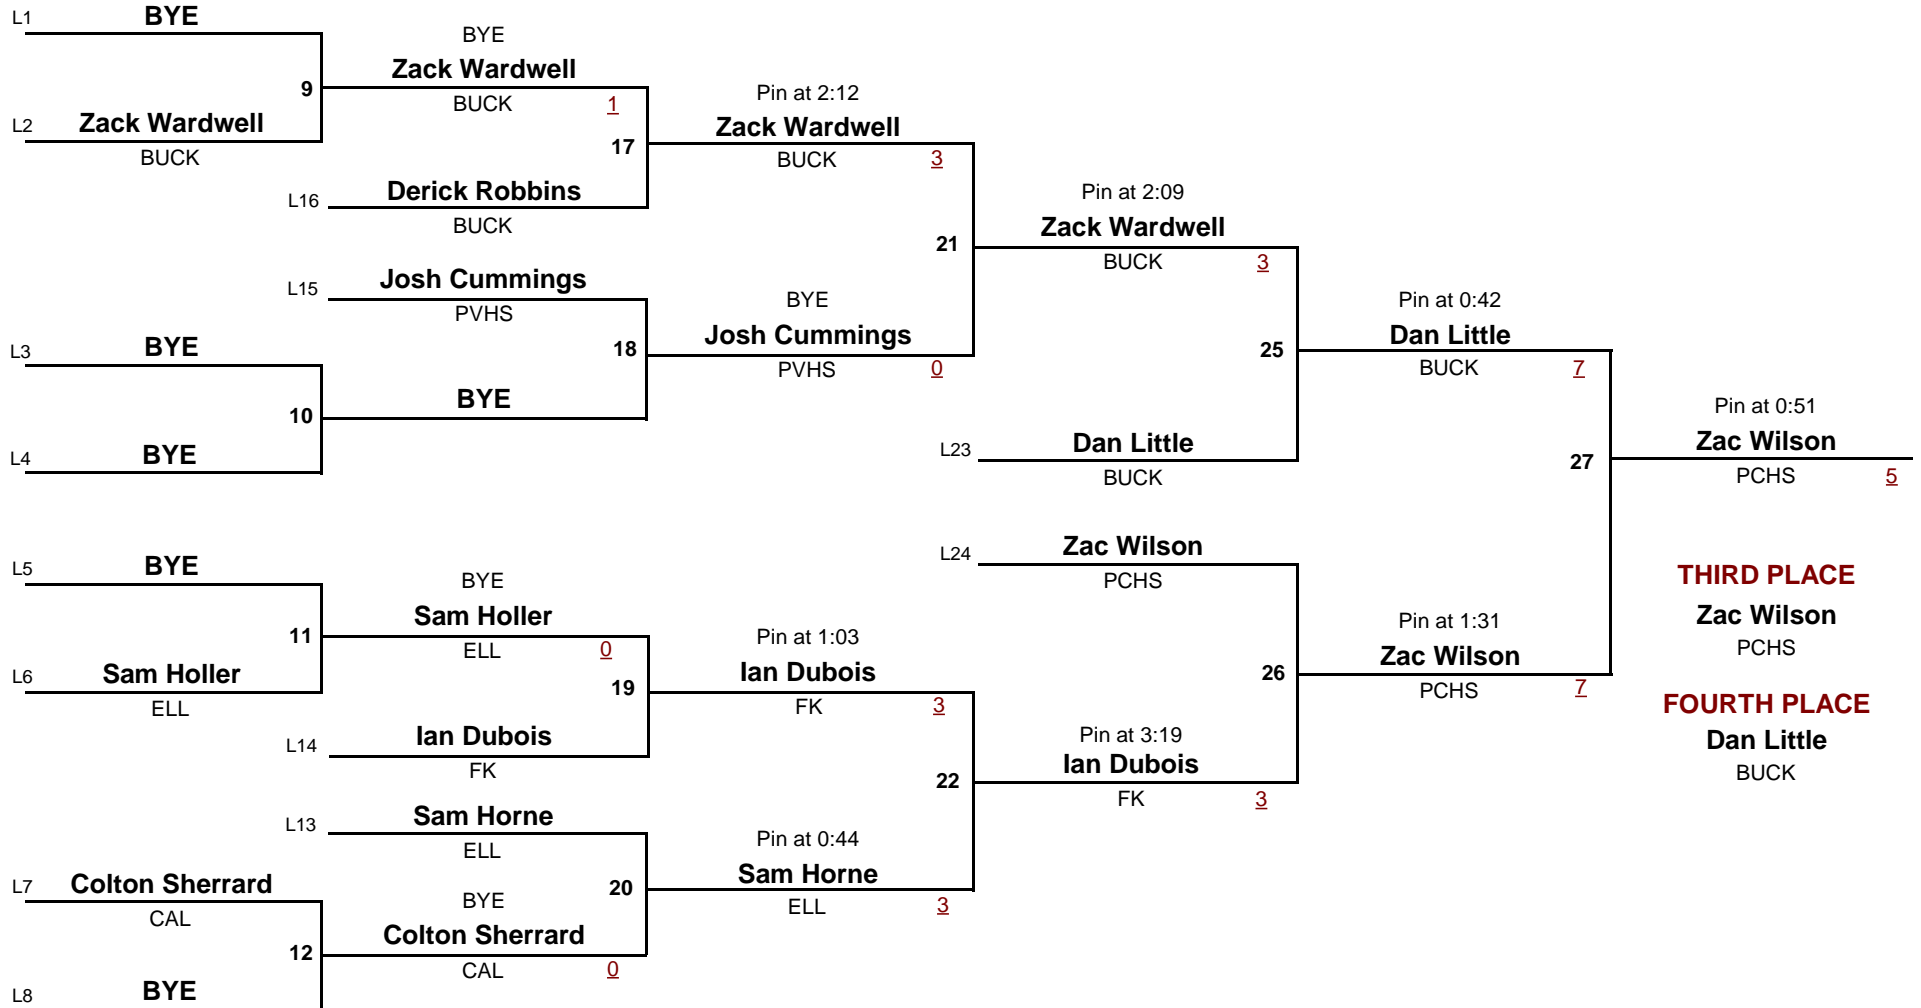 L1 BYE
9
L2 Zack Wardwell
BUCK
BYE
Zack Wardwell
BUCK 1
17
L16 Derick Robbins
BUCK
Pin at 2:12
Zack Wardwell
BUCK 3
L15 Josh Cummings
PVHS
18
L3 BYE
10
L4 BYE
BYE
BYE
Josh Cummings
PVHS 0
21
Pin at 2:09
Zack Wardwell
BUCK 3
25
L23 Dan Little
BUCK
Pin at 0:42
Dan Little
BUCK 7
27
Pin at 0:51
Zac Wilson
PCHS 5
L5 BYE
11
L6 Sam Holler
ELL
BYE
Sam Holler
ELL 0
19
L14 Ian Dubois
FK
Pin at 1:03
Ian Dubois
FK 3
22
L13 Sam Horne
ELL
20
L7 Colton Sherrard
CAL
12
L8 BYE
BYE
Colton Sherrard
CAL 0
Pin at 0:44
Sam Horne
ELL 3
L24 Zac Wilson
PCHS
26
Pin at 3:19
Ian Dubois
FK 3
Pin at 1:31
Zac Wilson
PCHS 7
THIRD PLACE
Zac Wilson
PCHS
FOURTH PLACE
Dan Little
BUCK